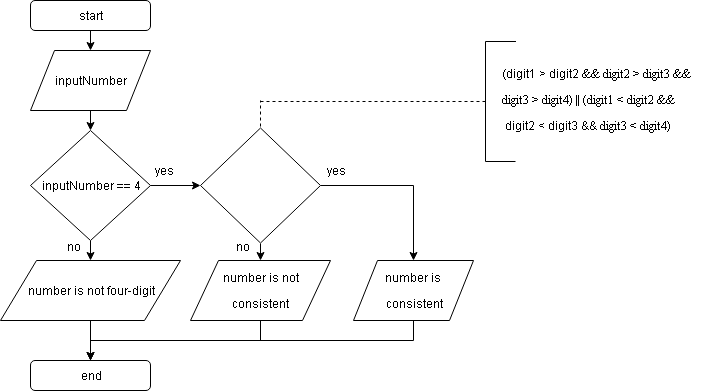 start
inputNumber
(digit1 > digit2 && digit2 > digit3 &&
digit3 > digit4) || (digit1 < digit2 &&
digit2 < digit3 && digit3 < digit4)
inputNumber == 4
yes
yes
no
no
number is not four-digit
number is not
consistent
number is
consistent
end